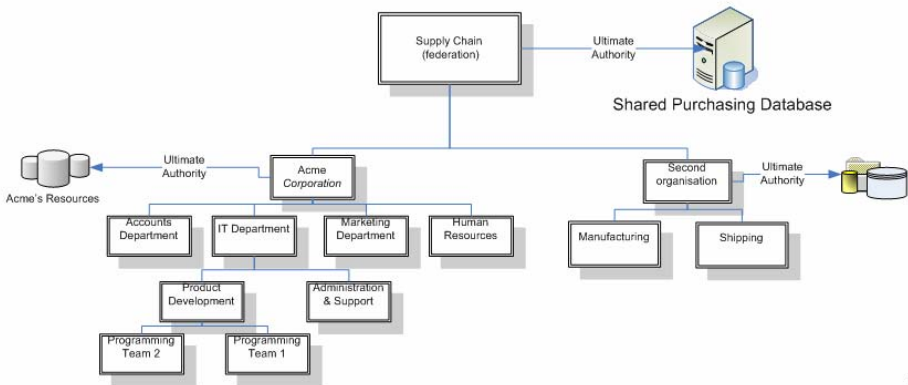 Supply Chain
(federation)
Ultimate
Authority
Shared Purchasing Database
Acme's Resources
Ultimate
Authority
Acme
Corporation
Second
organisation
Ultimate
Authority
Accounts
Department
IT Department
Marketing
Department
Human
Resources
Manufacturing
Shipping
Product
Development
Administration
& Support
Programming
Team 2
Programming
Team 1